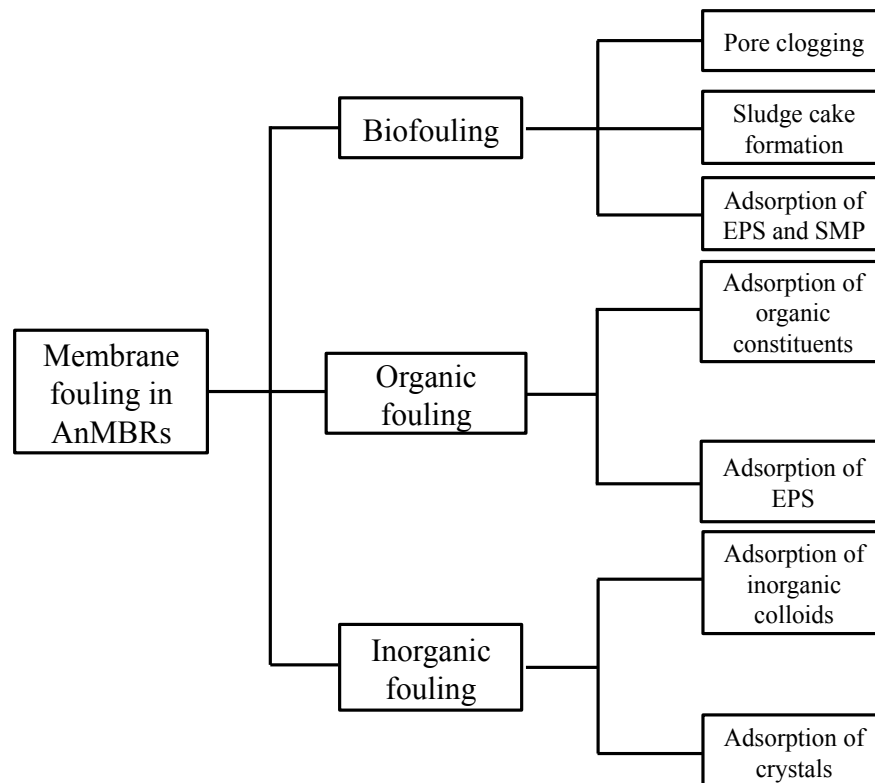 Membrane
fouling in
AnMBRs
Biofouling
Pore clogging
Sludge cake
formation
Adsorption of
EPS and SMP
Organic
fouling
Adsorption of
organic
constituents
Adsorption of
EPS
Inorganic
fouling
Adsorption of
inorganic
colloids
Adsorption of
crystals